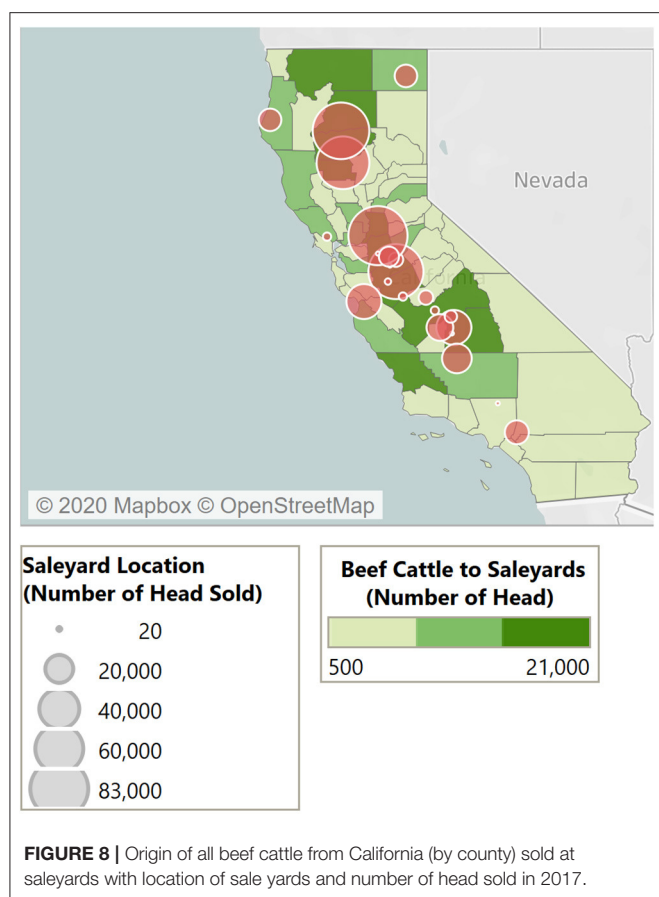 Nevada
California
© 2020 Mapbox © OpenStreetMap
Saleyard Location
(Number of Head Sold)
20
20,000
40,000
60,000
83,000
Beef Cattle to Saleyards
(Number of Head)
500 21,000
FIGURE 8 | Origin of all beef cattle from California (by county) sold at
saleyards with location of sale yards and number of head sold in 2017.